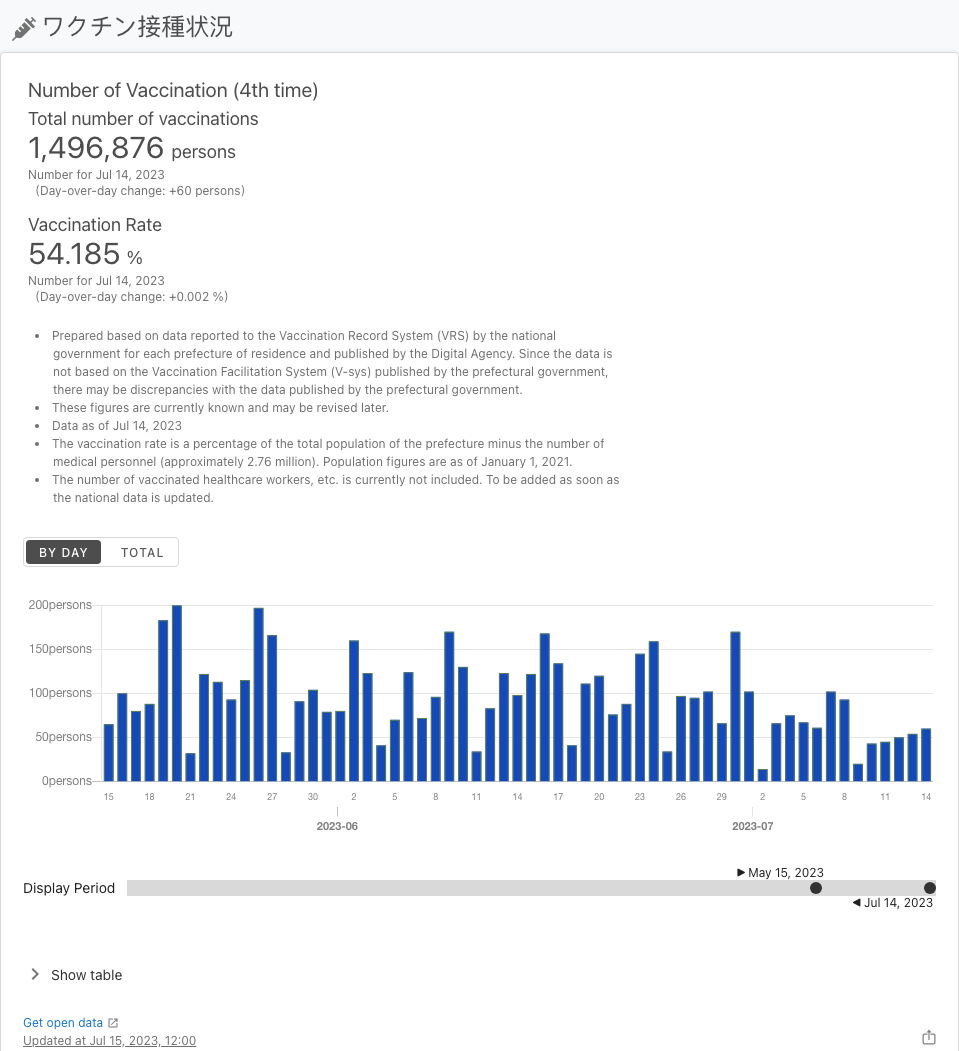 ワクチン接種状況
Number of Vaccination (4th time)
Total number of vaccinations
1,496,876 persons
Number for Jul 14, 2023
(Day-over-day change: +60 persons)
Vaccination Rate
54.185 %
Number for Jul 14, 2023
(Day-over-day change: +0.002 %)
• Prepared based on data reported to the Vaccination Record System (VRS) by the national
government for each prefecture of residence and published by the Digital Agency. Since the data is
not based on the Vaccination Facilitation System (V-sys) published by the prefectural government,
there may be discrepancies with the data published by the prefectural government.
• These figures are currently known and may be revised later.
• Data as of Jul 14, 2023
• The vaccination rate is a percentage of the total population of the prefecture minus the number of
medical personnel (approximately 2.76 million). Population figures are as of January 1, 2021.
• The number of vaccinated healthcare workers, etc. is currently not included. To be added as soon as
the national data is updated.
BY DAY TOTAL
200persons
150persons
100persons
50persons
0persons
15 18 21 24 27 30 2 5 8 11 14 17 20 23 26 29 2 5 8 11 14
2023-06 2023-07
May 15, 2023
Display Period
Jul 14, 2023
Show table
Get open data
Updated at Jul 15, 2023, 12:00